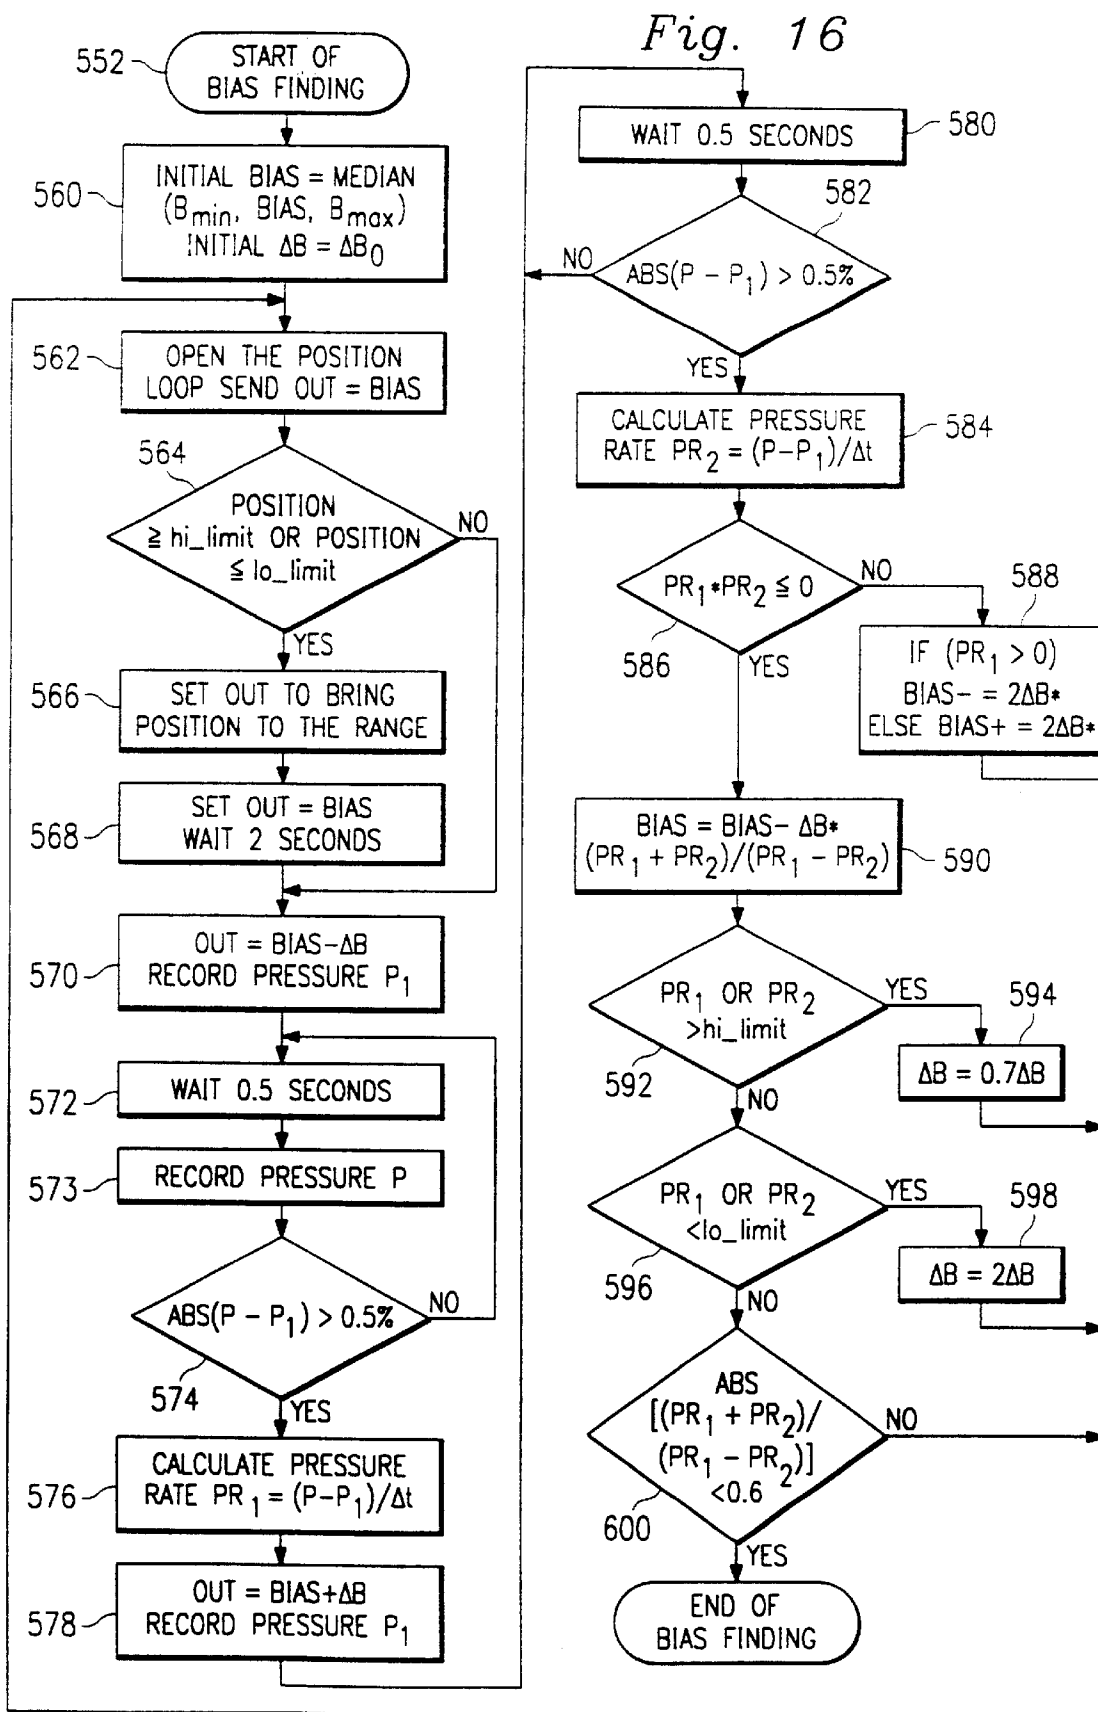 Fig. 16
552
START OF
BIAS FINDING
560
INITIAL BIAS = MEDIAN
(Bmin, BIAS, Bmax)
INITIAL ΔB = ΔB0
562
OPEN THE POSITION
LOOP SEND OUT = BIAS
564
POSITION
≧ hi_limit OR POSITION
≦ lo_limit
NO
YES
566
SET OUT TO BRING
POSITION TO THE RANGE
568
SET OUT = BIAS
WAIT 2 SECONDS
570
OUT = BIAS-ΔB
RECORD PRESSURE P1
572
WAIT 0.5 SECONDS
573
RECORD PRESSURE P
ABS(P - P1) > 0.5%
NO
574
YES
576
CALCULATE PRESSURE
RATE PR1 = (P-P1)/Δt
578
OUT = BIAS+ΔB
RECORD PRESSURE P1
WAIT 0.5 SECONDS
580
582
NO
ABS(P - P1) > 0.5%
YES
CALCULATE PRESSURE
RATE PR2 = (P-P1)/Δt
584
PR1*PR2 ≦ 0
NO
586
YES
588
IF (PR1 > 0)
BIAS- = 2ΔB*
ELSE BIAS+ = 2ΔB*
BIAS = BIAS- ΔB*
(PR1 + PR2)/(PR1 - PR2)
590
PR1 OR PR2
>hi_limit
YES
592
NO
594
ΔB = 0.7ΔB
PR1 OR PR2
<lo_limit
YES
596
NO
598
ΔB = 2ΔB
ABS
[(PR1 + PR2)/
(PR1 - PR2)]
<0.6
NO
600
YES
END OF
BIAS FINDING